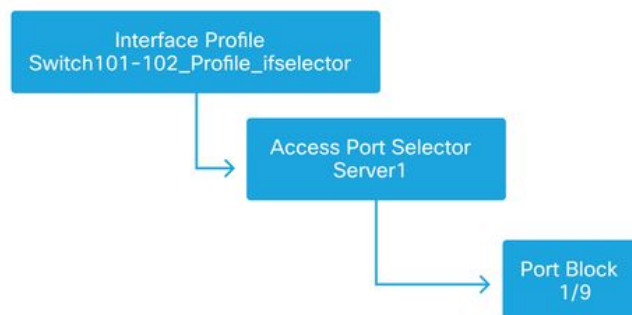 Interface Profile
Switch101-102_Profile_ifselector
Access Port Selector
Server1
Port Block
1/9